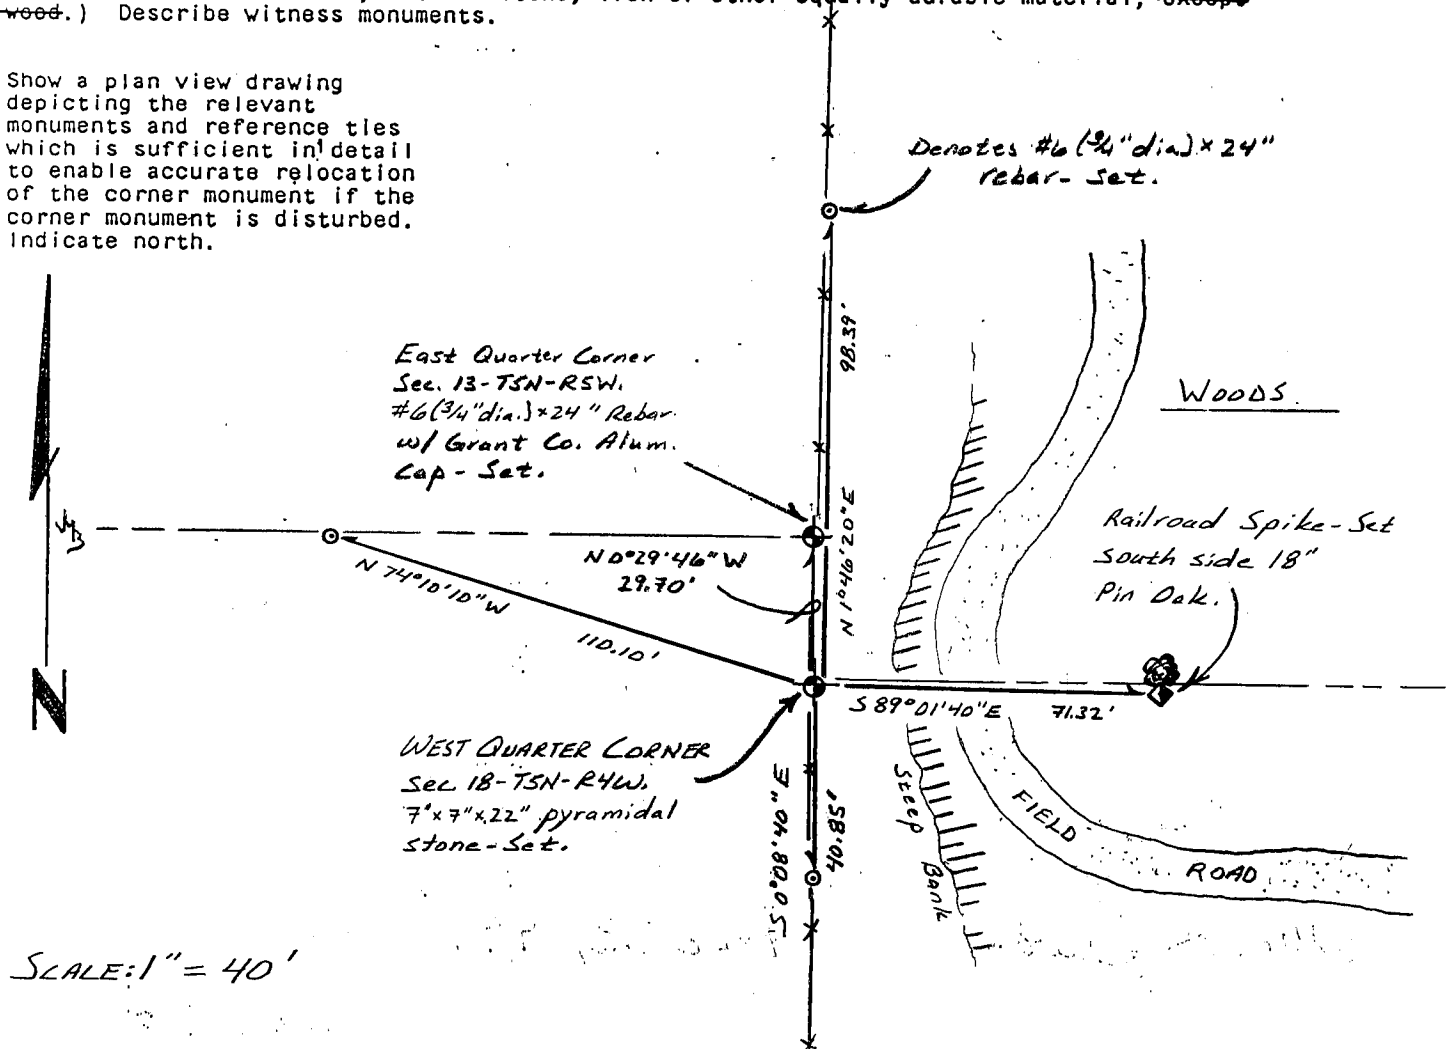 wood.) Describe witness monuments.
Show a plan view drawing
depicting the relevant
monuments and reference ties
which is sufficient in detail
to enable accurate relocation
of the corner monument if the
corner monument is disturbed.
Indicate north.
Denotes #6 (3/4" dia.) x 24"
rebar- set.
98.39'
East Quarter Corner
Sec. 13-T5N-R5W.
#6 (3/4" dia.) x 24" Rebar
w/ Grant Co. Alum.
Cap - Set.
WOODS
N 1°46'20" E
Railroad Spike-Set
South side 18"
Pin Oak.
N 0°29'46" W
29.70'
N 74°10'10" W
110.10'
N
S 89°01'40" E 71.32'
WEST QUARTER CORNER
Sec 18-T5N-R4W.
7" x 7" x 22" pyramidal
stone-Set.
S 0°08'40" E
40.85'
Steep Bank
FIELD ROAD
SCALE: 1" = 40'